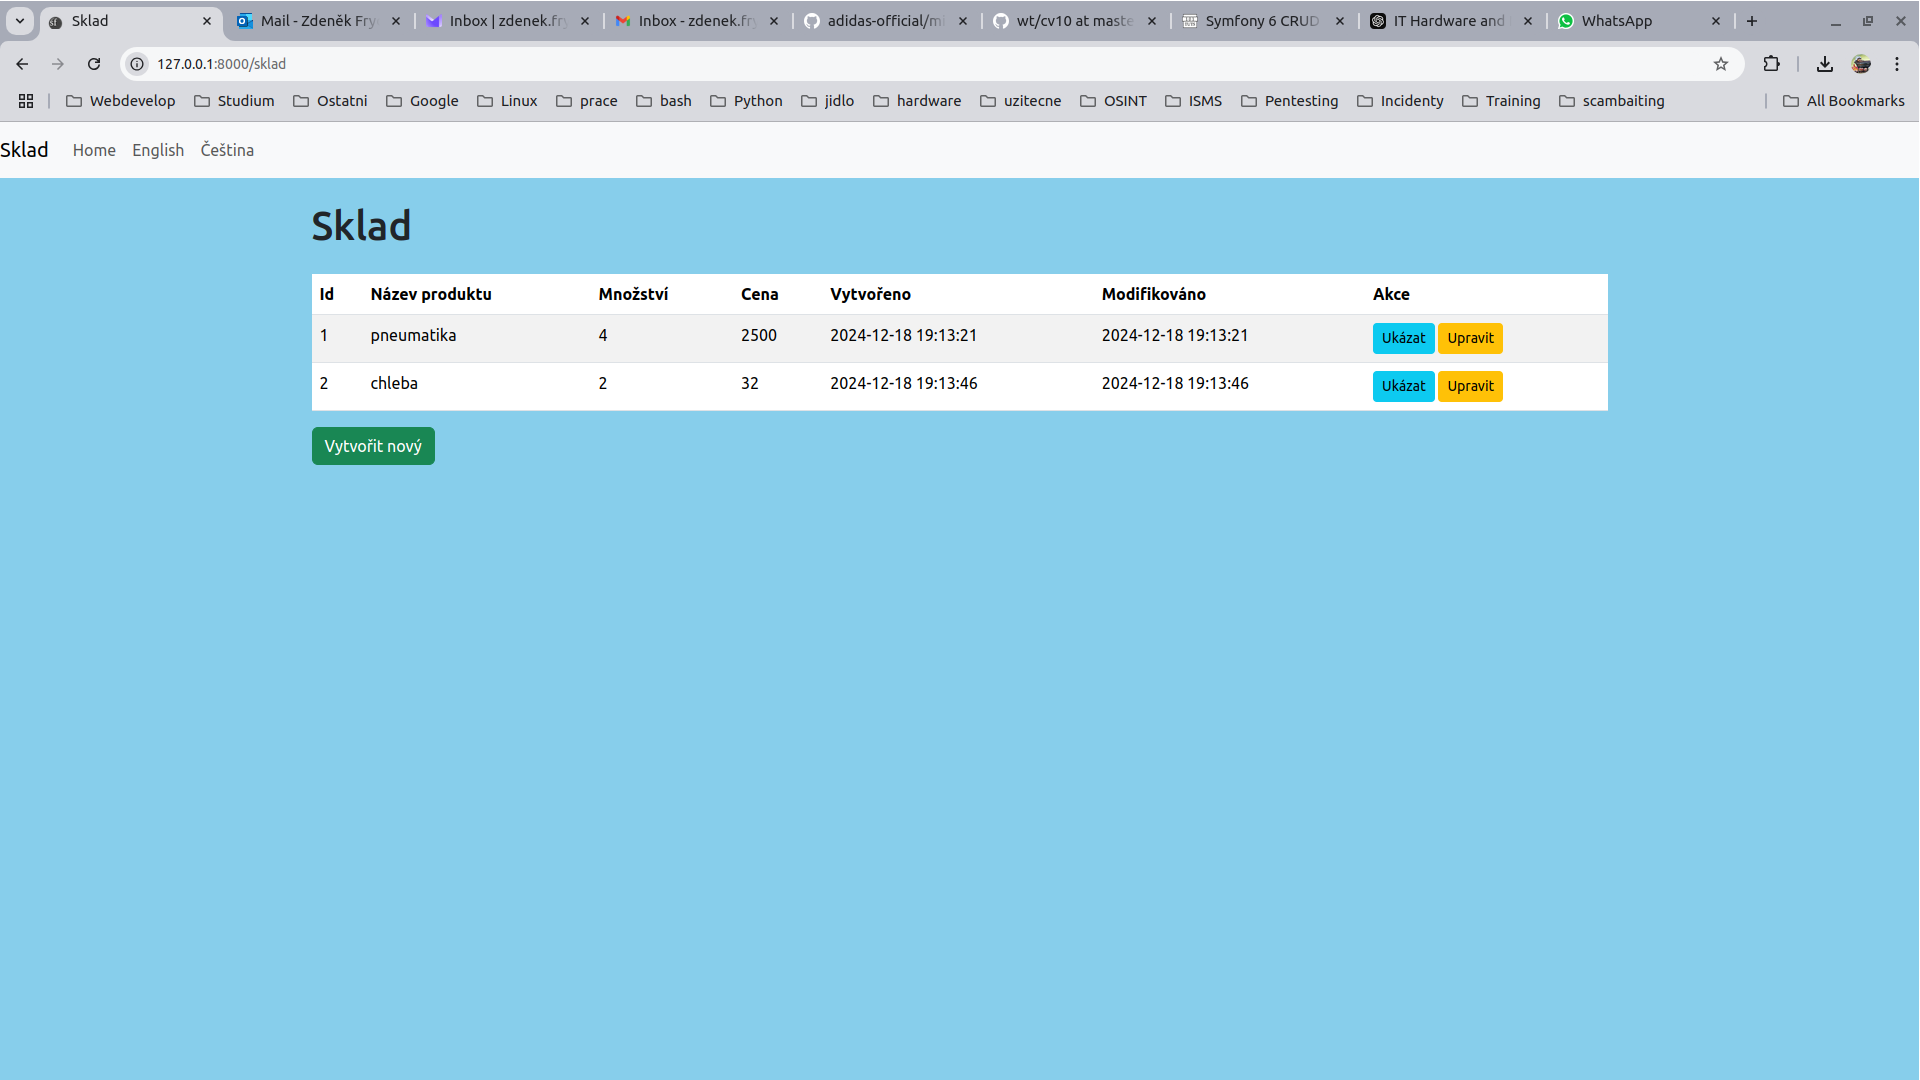 Sklad Mail - Zdeněk Fry Inbox | zdenek.fry Inbox - zdenek.fry adidas-official/mi wt/cv10 at maste Symfony 6 CRUD IT Hardware and WhatsApp
127.0.0.1:8000/sklad
Webdevelop Studium Ostatni Google Linux prace bash Python jidlo hardware uzitecne OSINT ISMS Pentesting Incidenty Training scambaiting All Bookmarks
Sklad Home English Čeština
Sklad
Id Název produktu Množství Cena Vytvořeno Modifikováno Akce
1 pneumatika 4 2500 2024-12-18 19:13:21 2024-12-18 19:13:21 Ukázat Upravit
2 chleba 2 32 2024-12-18 19:13:46 2024-12-18 19:13:46 Ukázat Upravit
Vytvořit nový